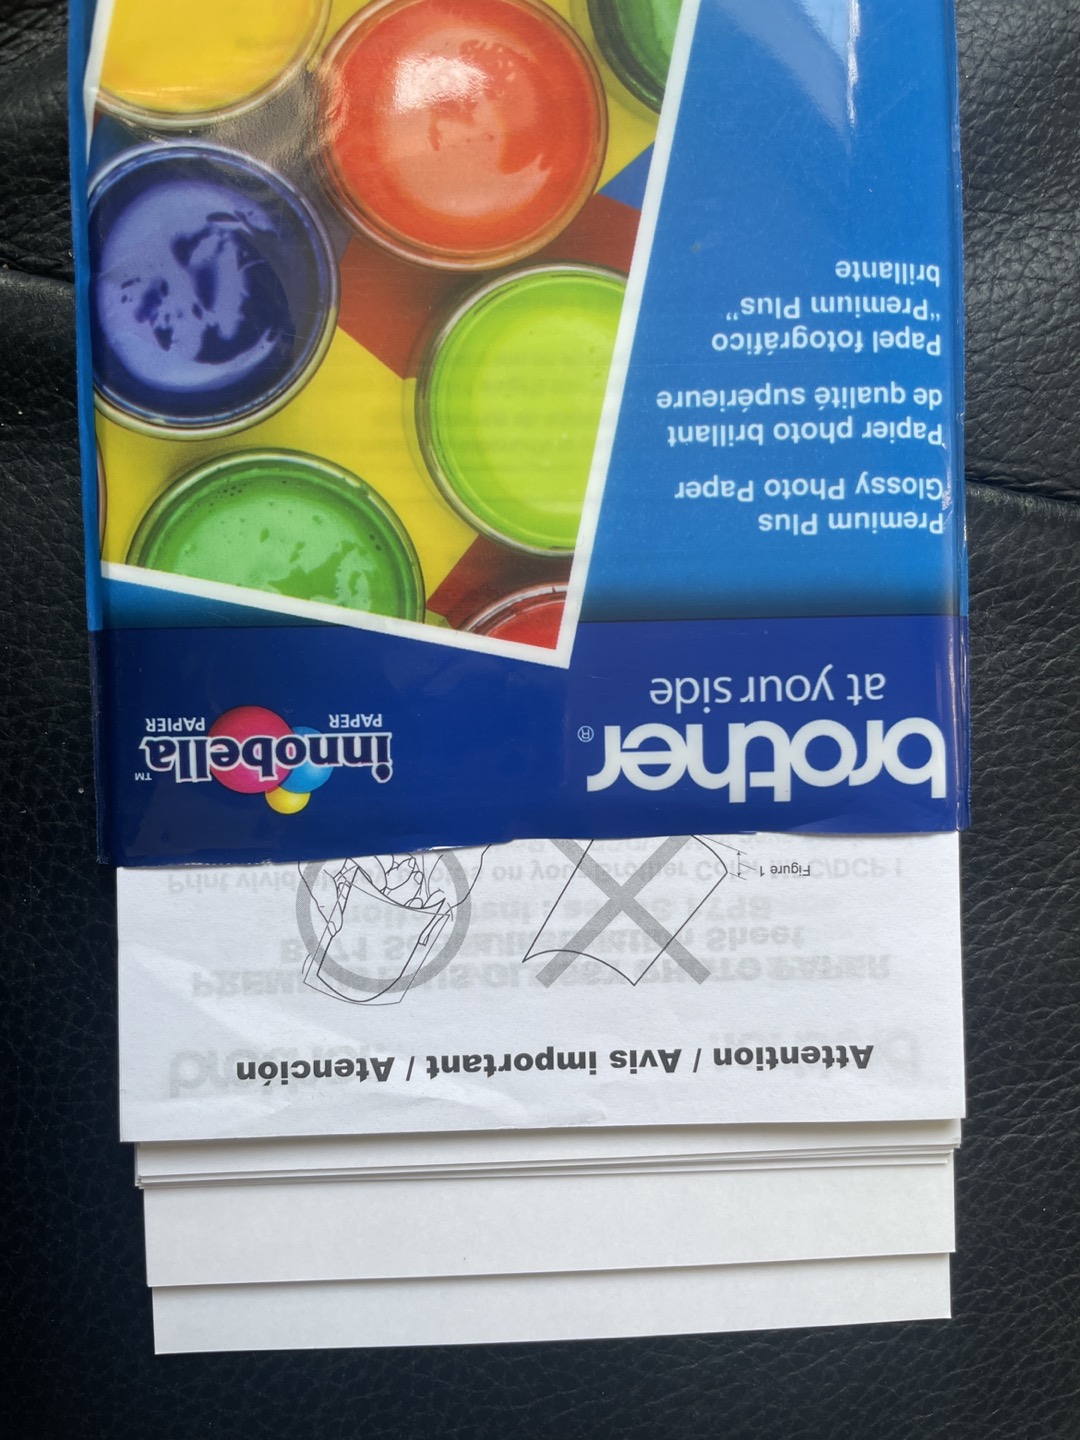 Attention / Avis important / Atención
Figure 1
brother®
at your side
innobella™
PAPER PAPIER
Premium Plus
Glossy Photo Paper
Papier photo brillant
de qualité supérieure
Papel fotográfico
“Premium Plus”
brillante